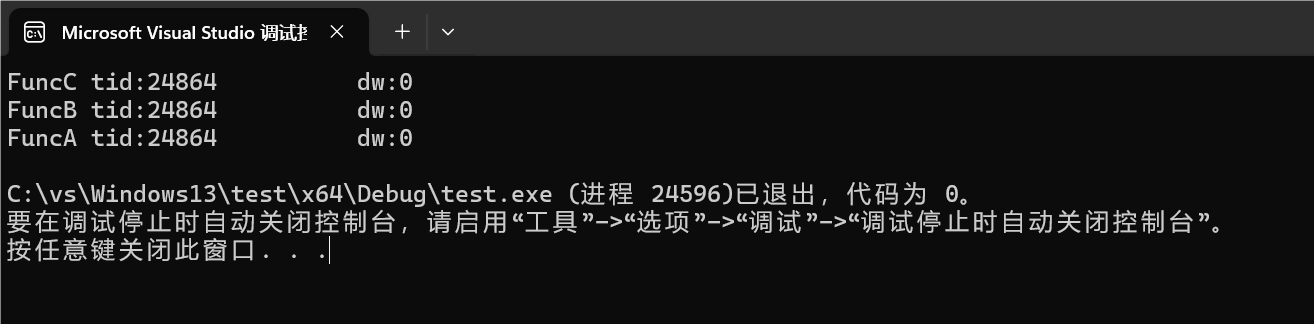 Microsoft Visual Studio 调试控
FuncC tid:24864 dw:0
FuncB tid:24864 dw:0
FuncA tid:24864 dw:0
C:\vs\Windows13\test\x64\Debug\test.exe (进程 24596)已退出，代码为 0。
要在调试停止时自动关闭控制台，请启用“工具”->“选项”->“调试”->“调试停止时自动关闭控制台”。
按任意键关闭此窗口. . .